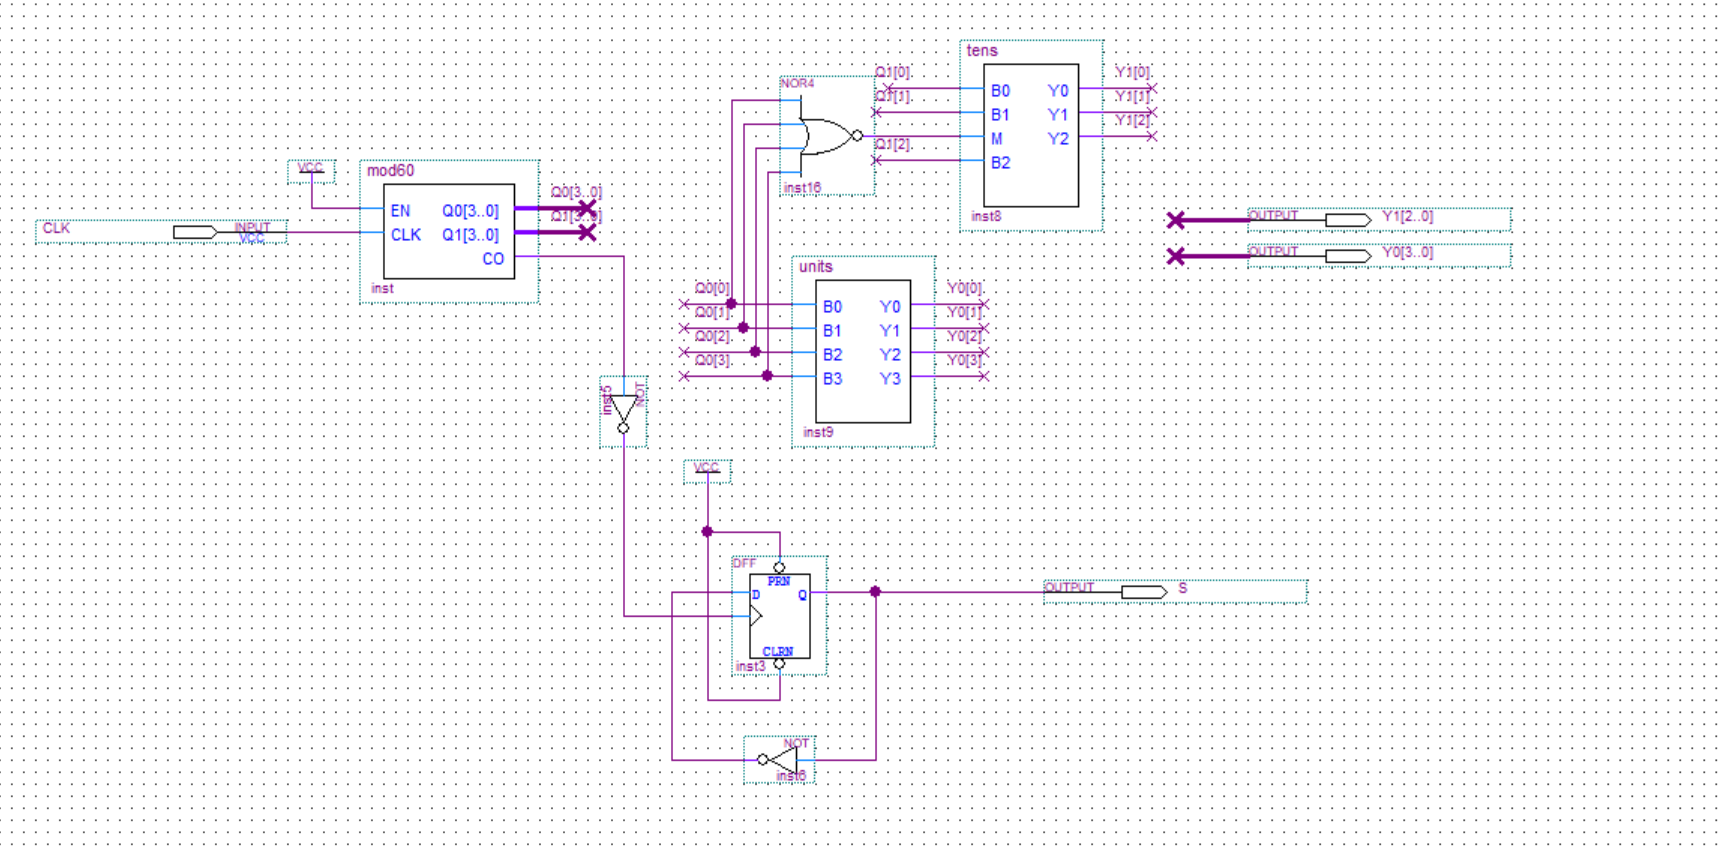 tens
Q1[0]
Y1[0]
NOR4
B0 Y0
Q1[1]
Y1[1]
B1 Y1
Y1[2]
M Y2
Q1[2]
B2
VCC
mod60
inst16
Q0[3..0]
EN Q0[3..0]
inst8
Q1[3..0]
OUTPUT Y1[2..0]
CLK
INPUT
VCC
CLK Q1[3..0]
CO
OUTPUT Y0[3..0]
units
inst
Q0[0]
Y0[0]
B0 Y0
Q0[1]
Y0[1]
B1 Y1
Q0[2]
Y0[2]
B2 Y2
Q0[3]
Y0[3]
B3 Y3
inst5
NOT
inst9
VCC
DFF
PRN
D Q
OUTPUT S
CLRN
inst3
NOT
inst6